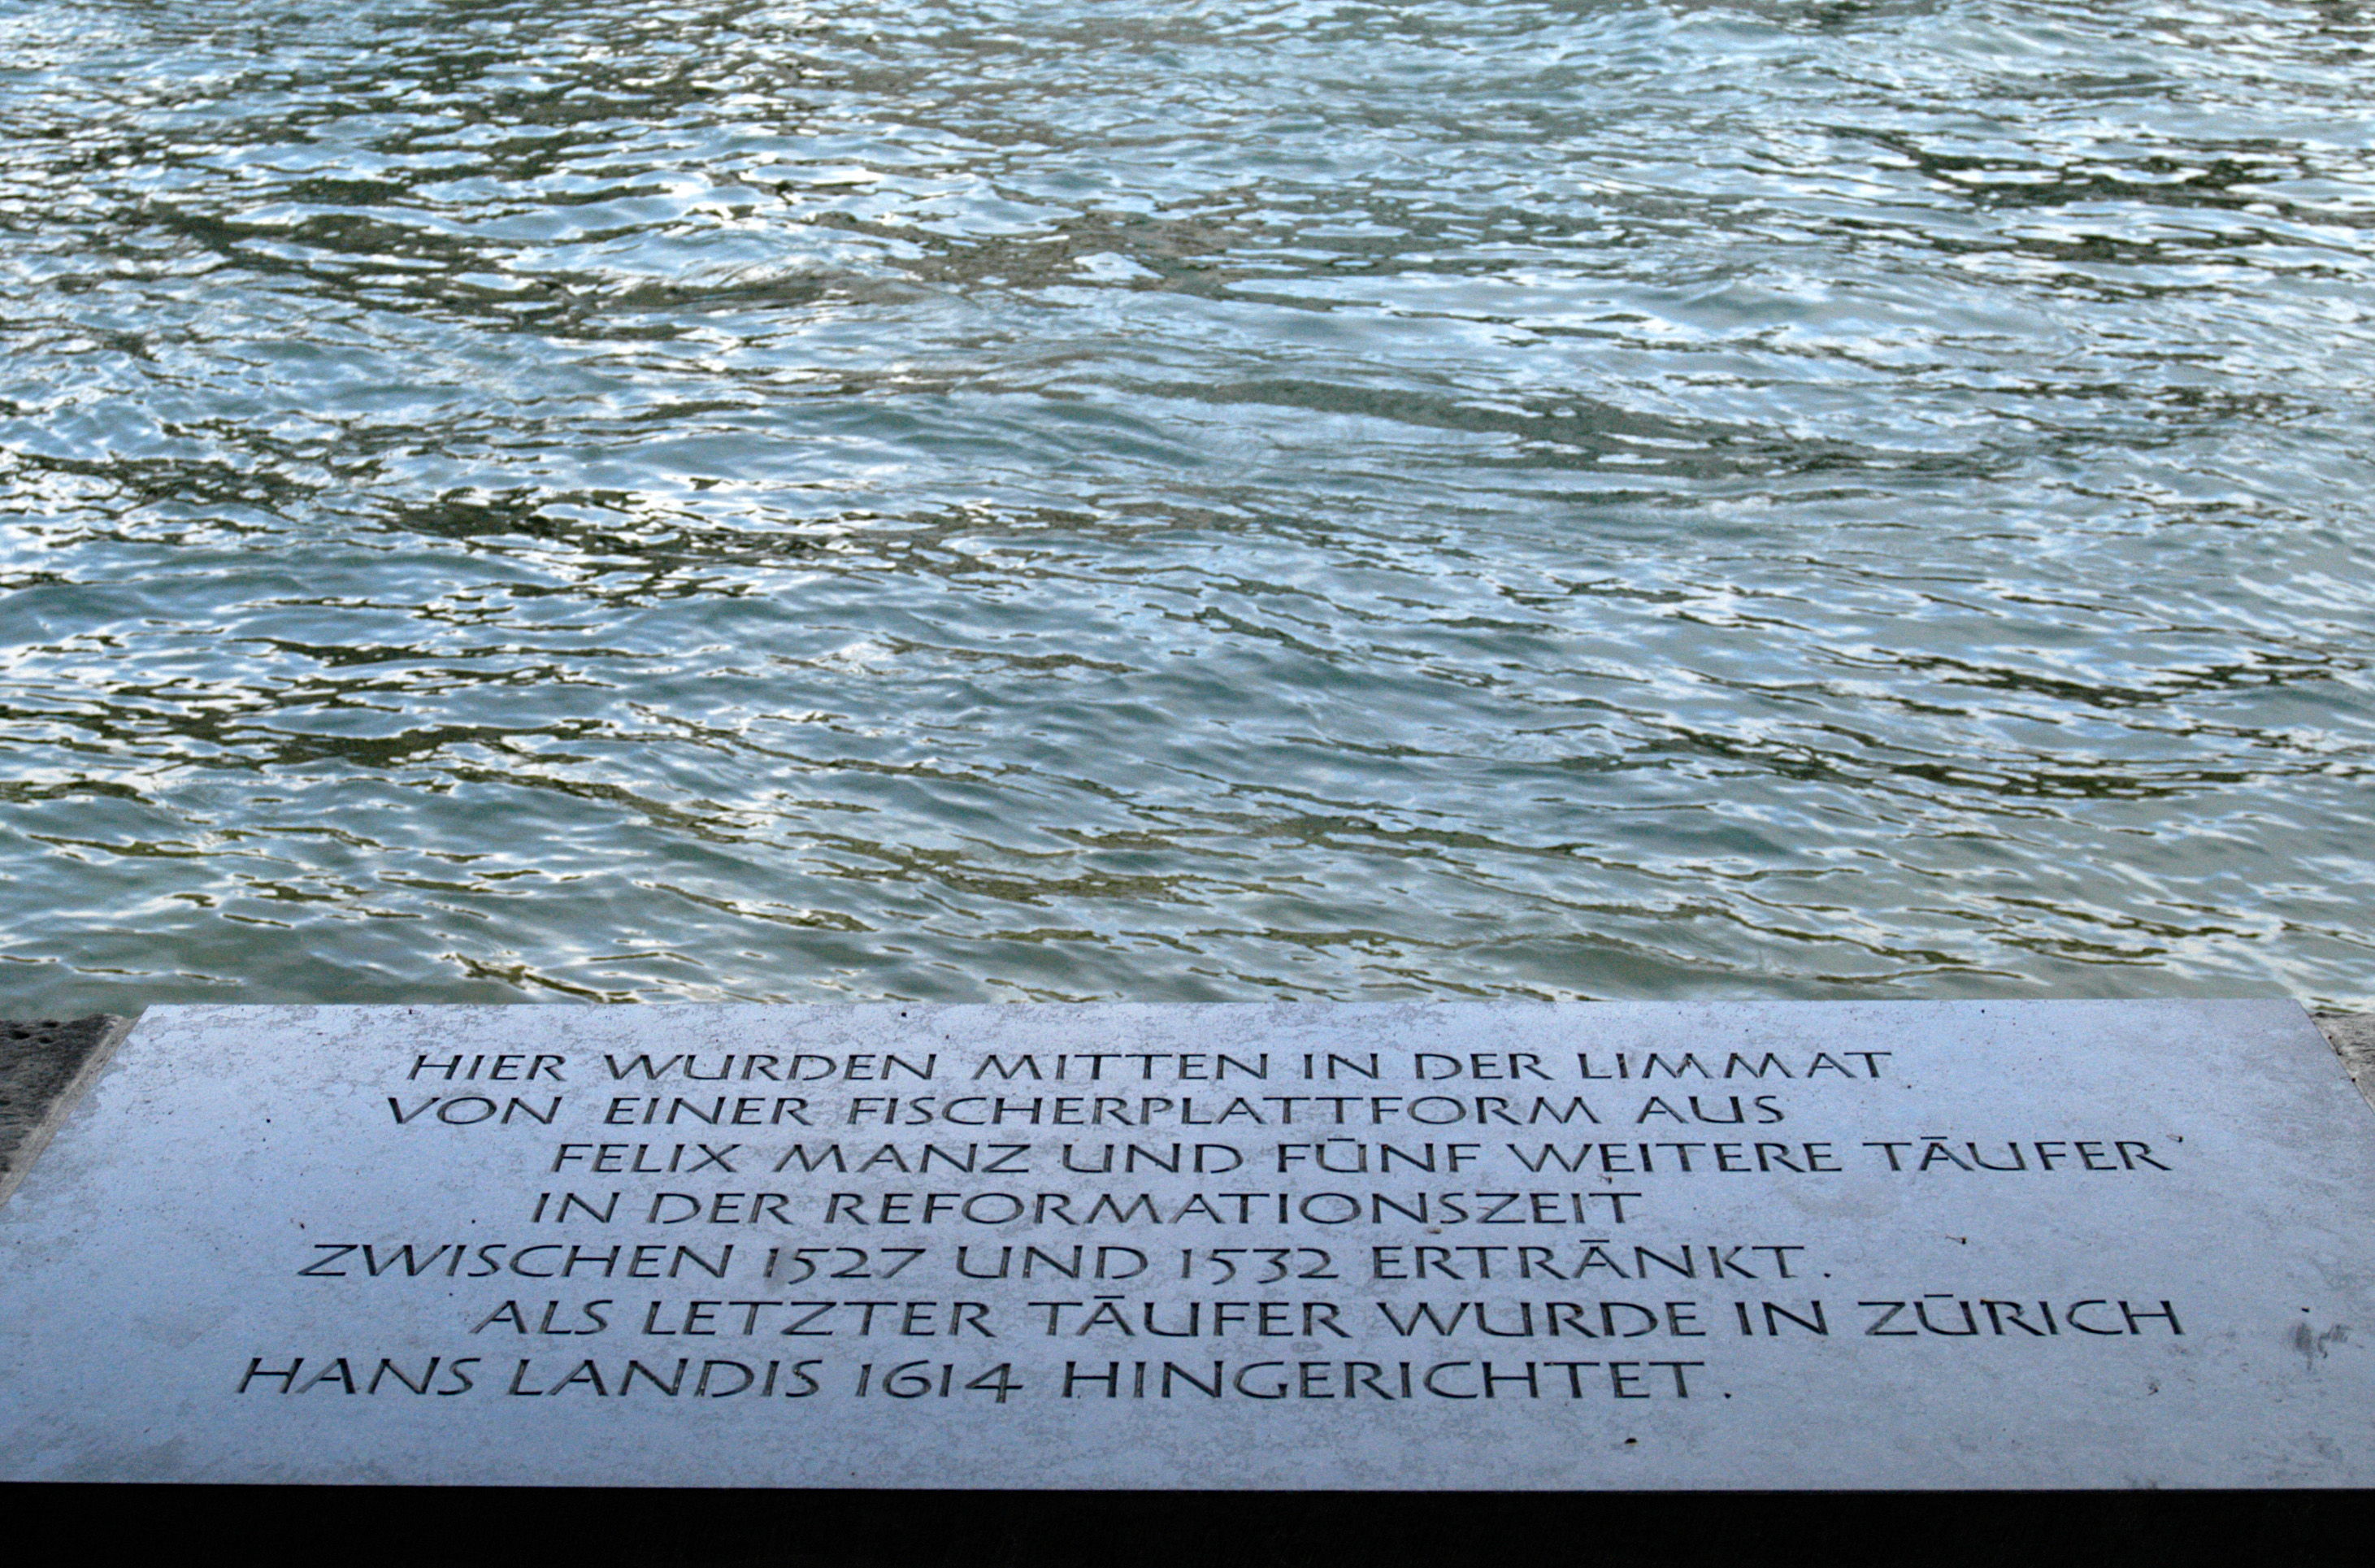 HIER WURDEN MITTEN IN DER LIMMAT
VON EINER FISCHERPLATTFORM AUS
FELIX MANZ UND FÜNF WEITERE TÄUFER
IN DER REFORMATIONSZEIT
ZWISCHEN 1527 UND 1532 ERTRÄNKT.
ALS LETZTER TÄUFER WURDE IN ZÜRICH
HANS LANDIS 1614 HINGERICHTET.